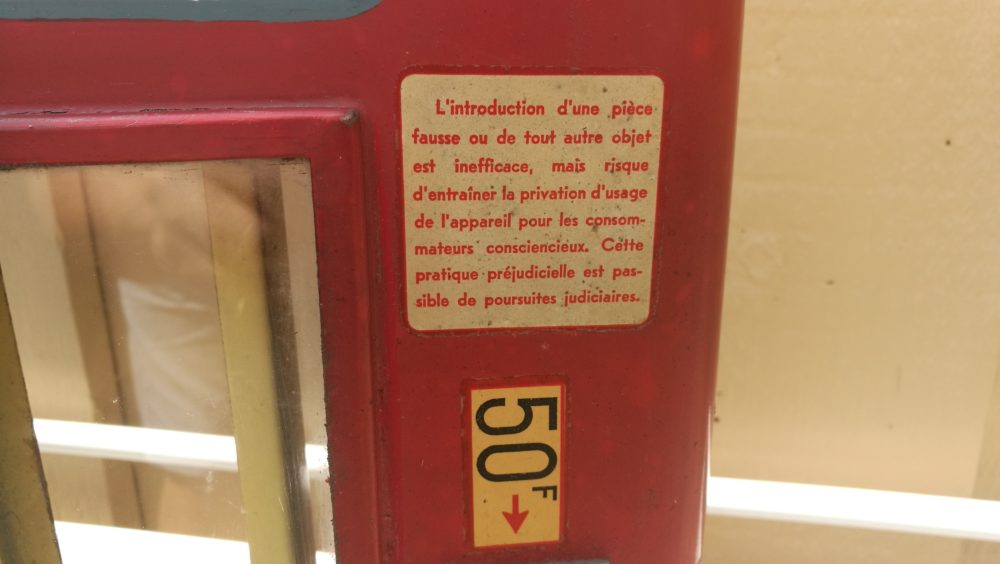 L'introduction d'une pièce
fausse ou de tout autre objet
est inefficace, mais risque
d'entraîner la privation d'usage
de l'appareil pour les consom-
mateurs consciencieux. Cette
pratique préjudicielle est pas-
sible de poursuites judiciaires.
50F